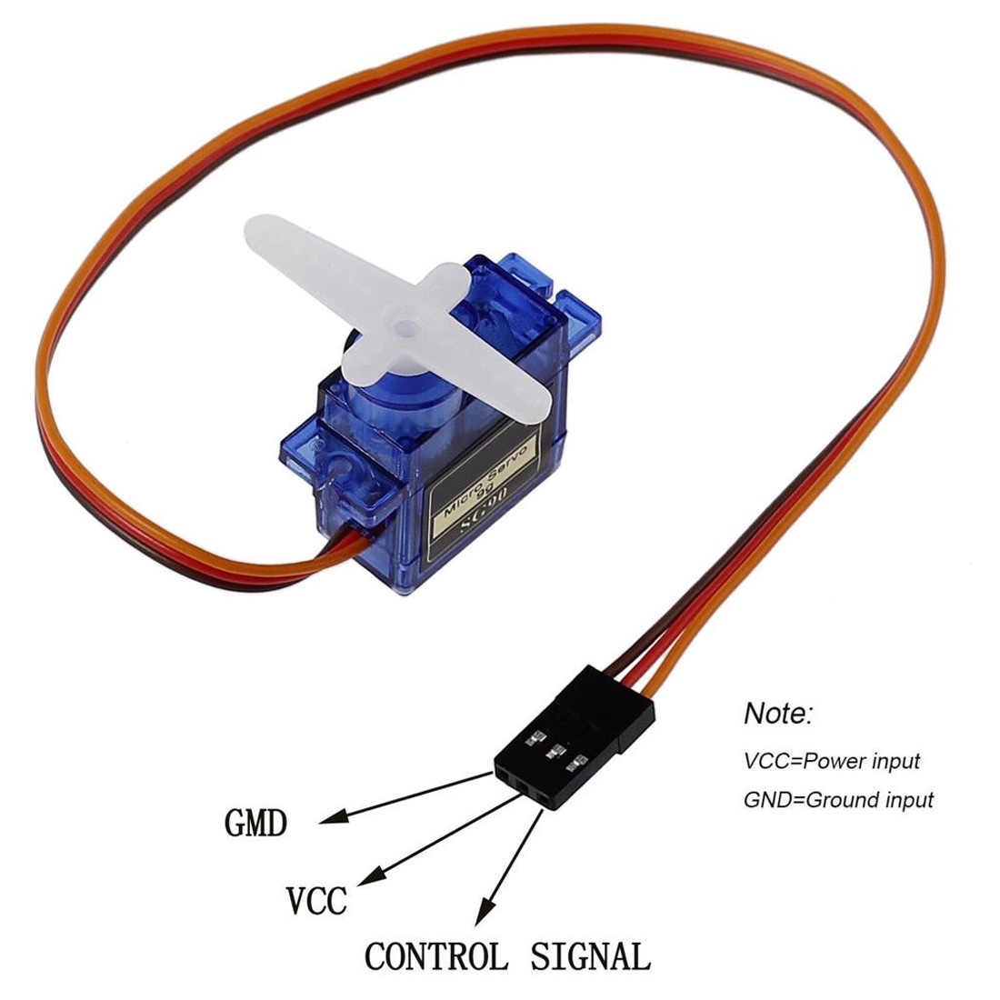 Micro Servo
9g
SG90
Note:
VCC=Power input
GND=Ground input
GMD
VCC
CONTROL SIGNAL